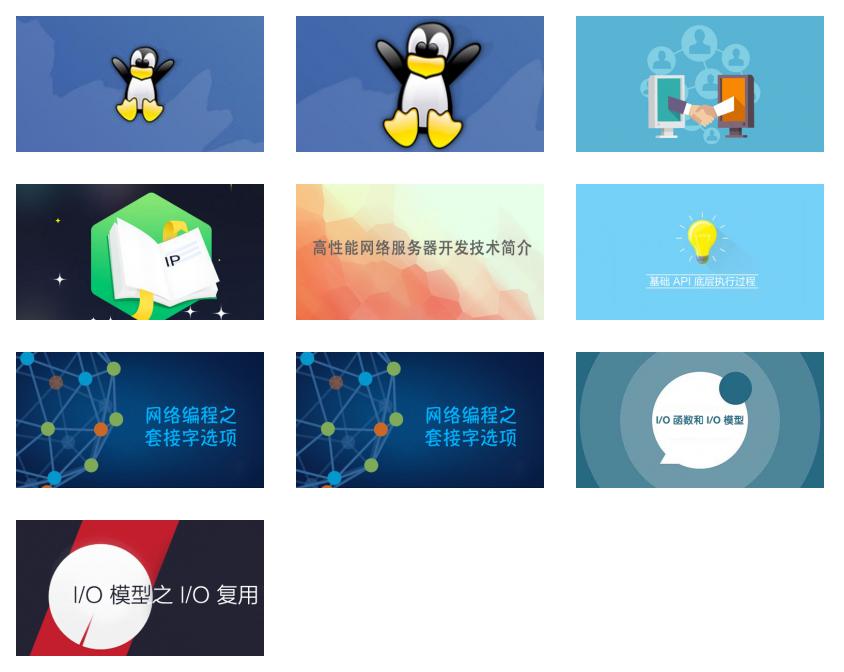 IP
高性能网络服务器开发技术简介
基础 API 底层执行过程
网络编程之
套接字选项
网络编程之
套接字选项
I/O 函数和 I/O 模型
I/O 模型之 I/O 复用